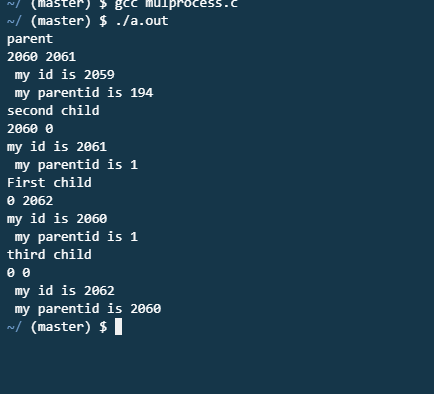 ~/ (master) $ gcc mulprocess.c
~/ (master) $ ./a.out
parent
2060 2061
 my id is 2059
 my parentid is 194
second child
2060 0
my id is 2061
 my parentid is 1
First child
0 2062
my id is 2060
 my parentid is 1
third child
0 0
 my id is 2062
 my parentid is 2060
~/ (master) $